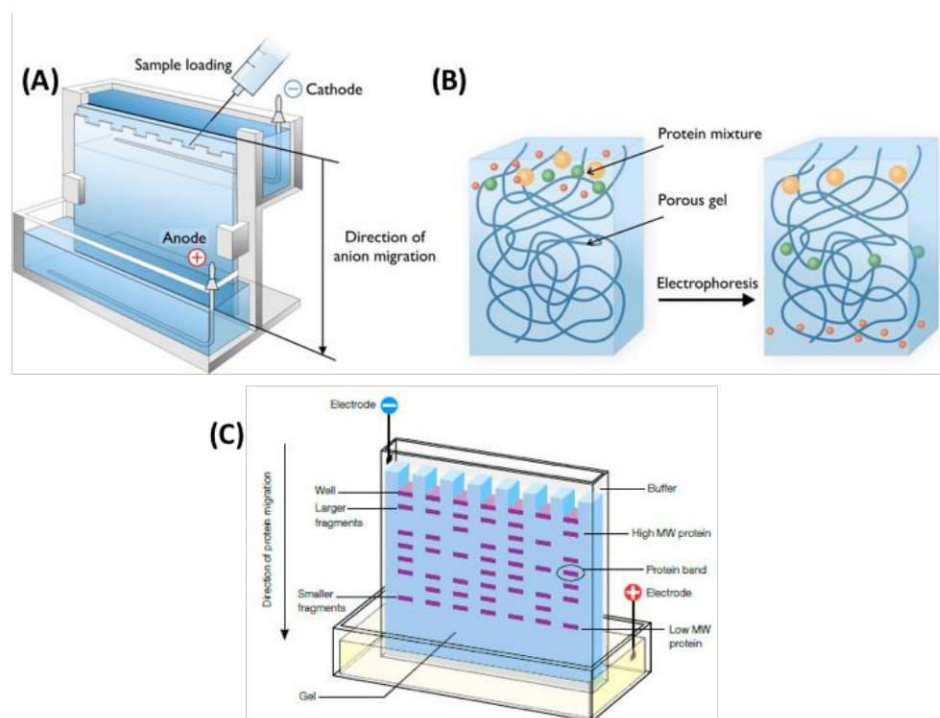 (A)
Sample loading
− Cathode
Anode
+
Direction of
anion migration
(B)
Protein mixture
Porous gel
Electrophoresis
(C)
Electrode −
Direction of protein migration
Well
Larger
fragments
Smaller
fragments
Gel
Buffer
High MW protein
Protein band
+ Electrode
Low MW
protein